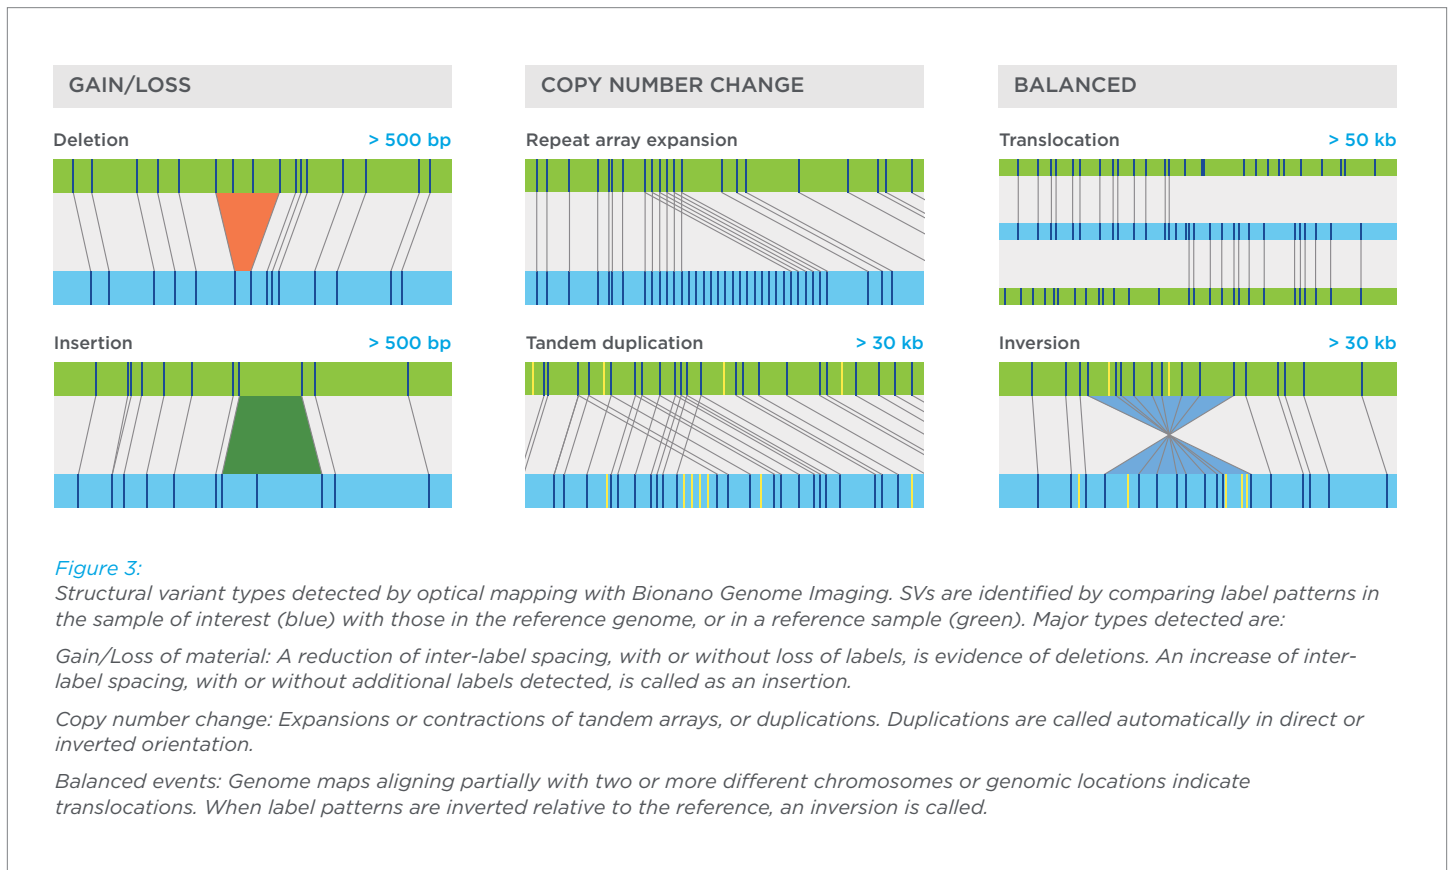 GAIN/LOSS
Deletion > 500 bp
Insertion > 500 bp
COPY NUMBER CHANGE
Repeat array expansion
Tandem duplication > 30 kb
BALANCED
Translocation > 50 kb
Inversion > 30 kb
Figure 3:
Structural variant types detected by optical mapping with Bionano Genome Imaging. SVs are identified by comparing label patterns in
the sample of interest (blue) with those in the reference genome, or in a reference sample (green). Major types detected are:
Gain/Loss of material: A reduction of inter-label spacing, with or without loss of labels, is evidence of deletions. An increase of inter-
label spacing, with or without additional labels detected, is called as an insertion.
Copy number change: Expansions or contractions of tandem arrays, or duplications. Duplications are called automatically in direct or
inverted orientation.
Balanced events: Genome maps aligning partially with two or more different chromosomes or genomic locations indicate
translocations. When label patterns are inverted relative to the reference, an inversion is called.